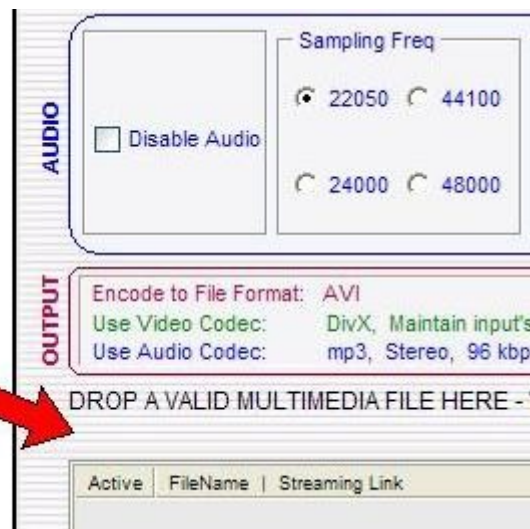 Sampling Freq
22050 44100
AUDIO
Disable Audio
24000 48000
OUTPUT
Encode to File Format: AVI
Use Video Codec: DivX, Maintain input's
Use Audio Codec: mp3, Stereo, 96 kbp
DROP A VALID MULTIMEDIA FILE HERE -
Active FileName | Streaming Link